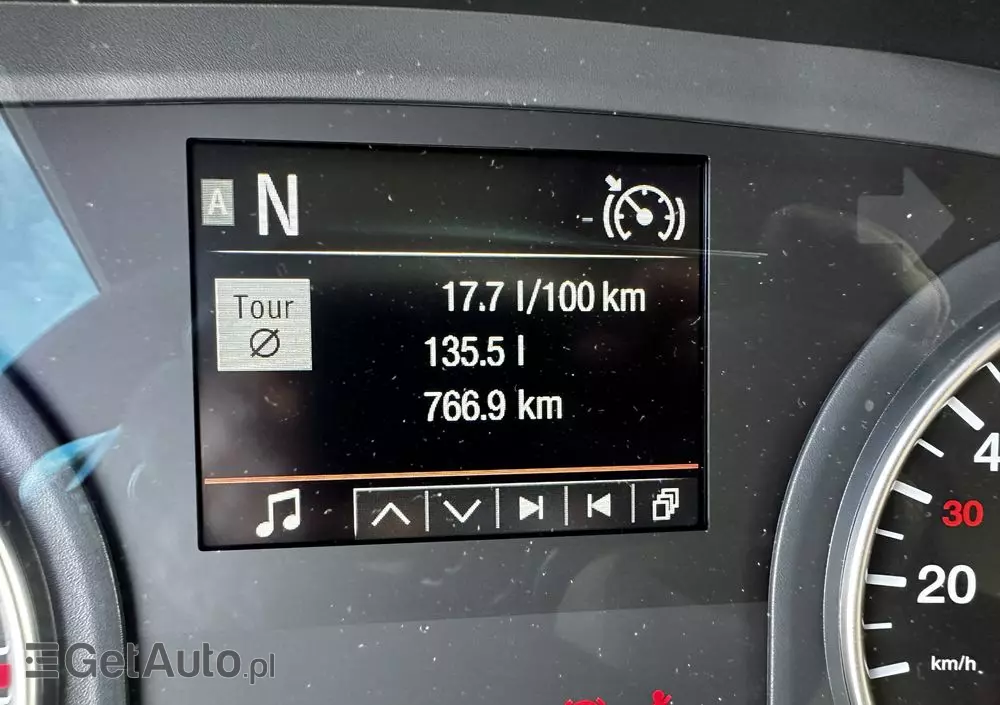 A N
Tour
Ø
17.7 l/100 km
135.5 l
766.9 km
4
30
20
km/h
GetAuto.pl